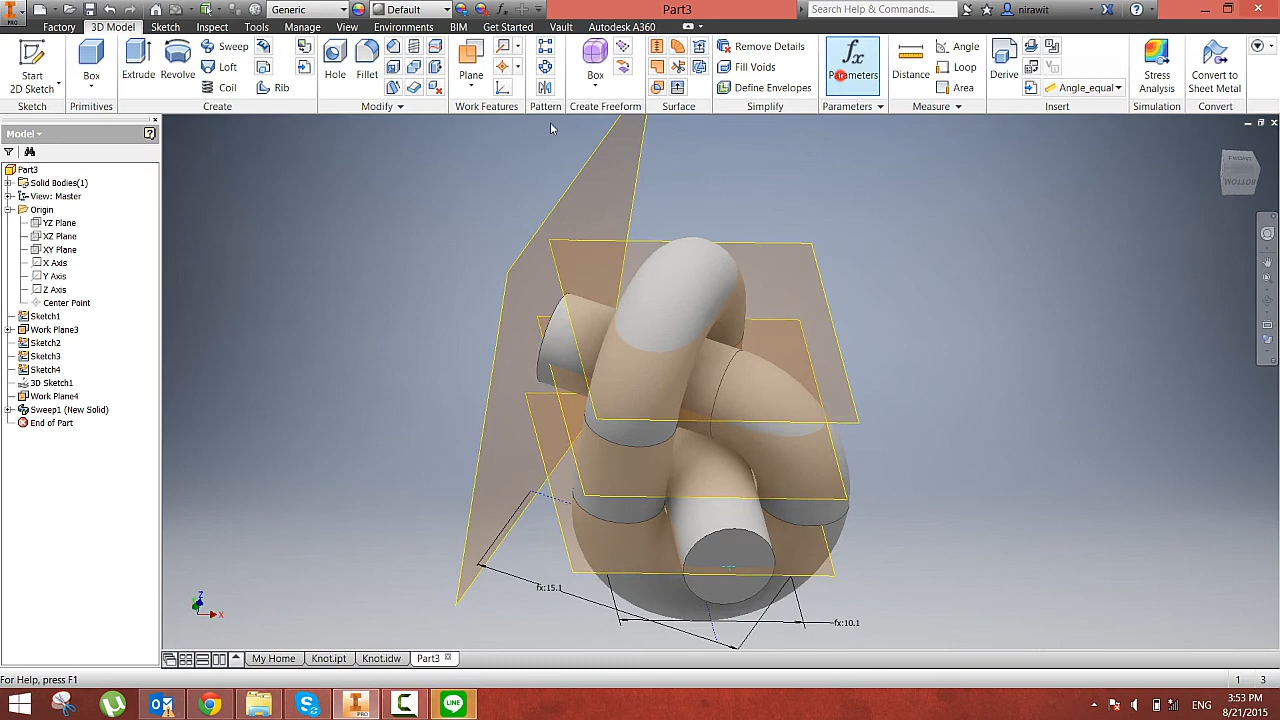 PRO
Generic
Default
Part3
Search Help & Commands...
nirawit
Factory 3D Model Sketch Inspect Tools Manage View Environments BIM Get Started Vault Autodesk A360
Start
2D Sketch
Box
Extrude
Revolve
Sweep
Loft
Coil
Rib
Hole
Fillet
Plane
Box
Remove Details
Fill Voids
Define Envelopes
Parameters
Distance
Angle
Loop
Area
Derive
Angle_equal
Stress
Analysis
Convert to
Sheet Metal
Sketch Primitives Create Modify Work Features Pattern Create Freeform Surface Simplify Parameters Measure Insert Simulation Convert
Model
Part3
Solid Bodies(1)
View: Master
Origin
YZ Plane
XZ Plane
XY Plane
X Axis
Y Axis
Z Axis
Center Point
Sketch1
Work Plane3
Sketch2
Sketch3
Sketch4
3D Sketch1
Work Plane4
Sweep1 (New Solid)
End of Part
FRONT
BOTTOM
fx:15.1
fx:10.1
Z
X
My Home Knot.ipt Knot.idw Part3
For Help, press F1
1 3
PRO
LINE
3:53 PM
8/21/2015